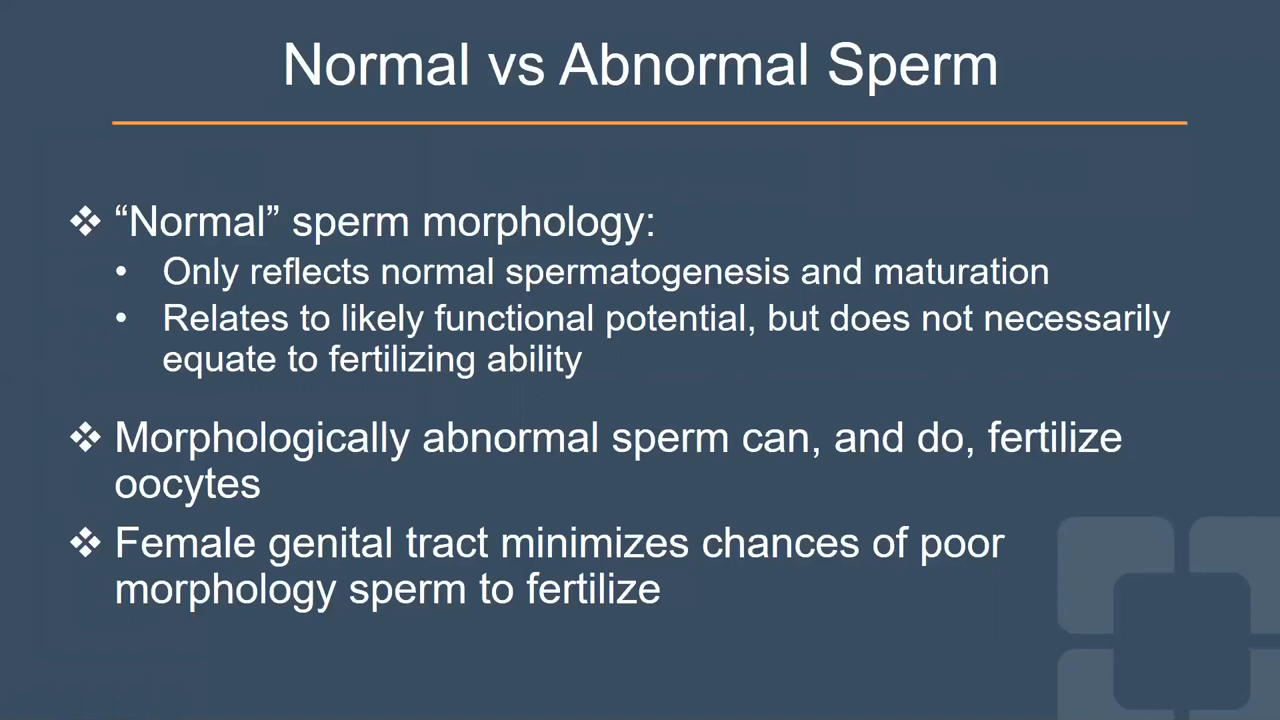 Normal vs Abnormal Sperm
❖ “Normal” sperm morphology:
• Only reflects normal spermatogenesis and maturation
• Relates to likely functional potential, but does not necessarily
equate to fertilizing ability
❖ Morphologically abnormal sperm can, and do, fertilize
oocytes
❖ Female genital tract minimizes chances of poor
morphology sperm to fertilize